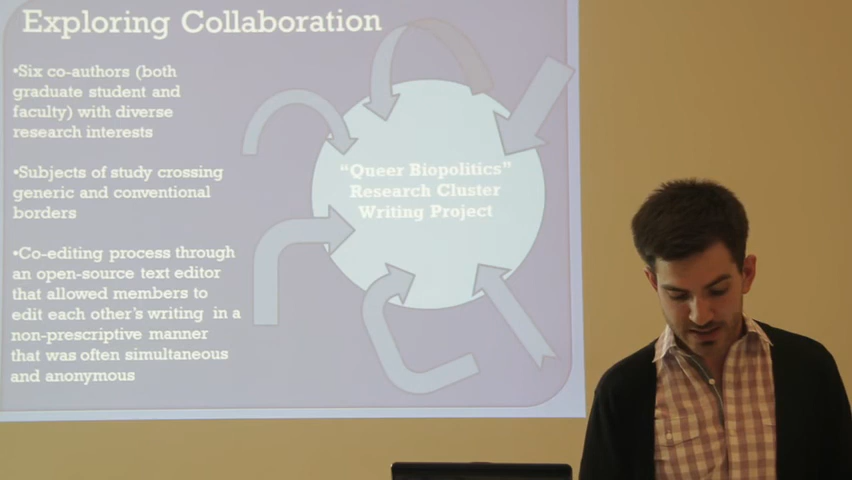 Exploring Collaboration
•Six co-authors (both
graduate student and
faculty) with diverse
research interests
•Subjects of study crossing
generic and conventional
borders
•Co-editing process through
an open-source text editor
that allowed members to
edit each other's writing in a
non-prescriptive manner
that was often simultaneous
and anonymous
“Queer Biopolitics”
Research Cluster
Writing Project